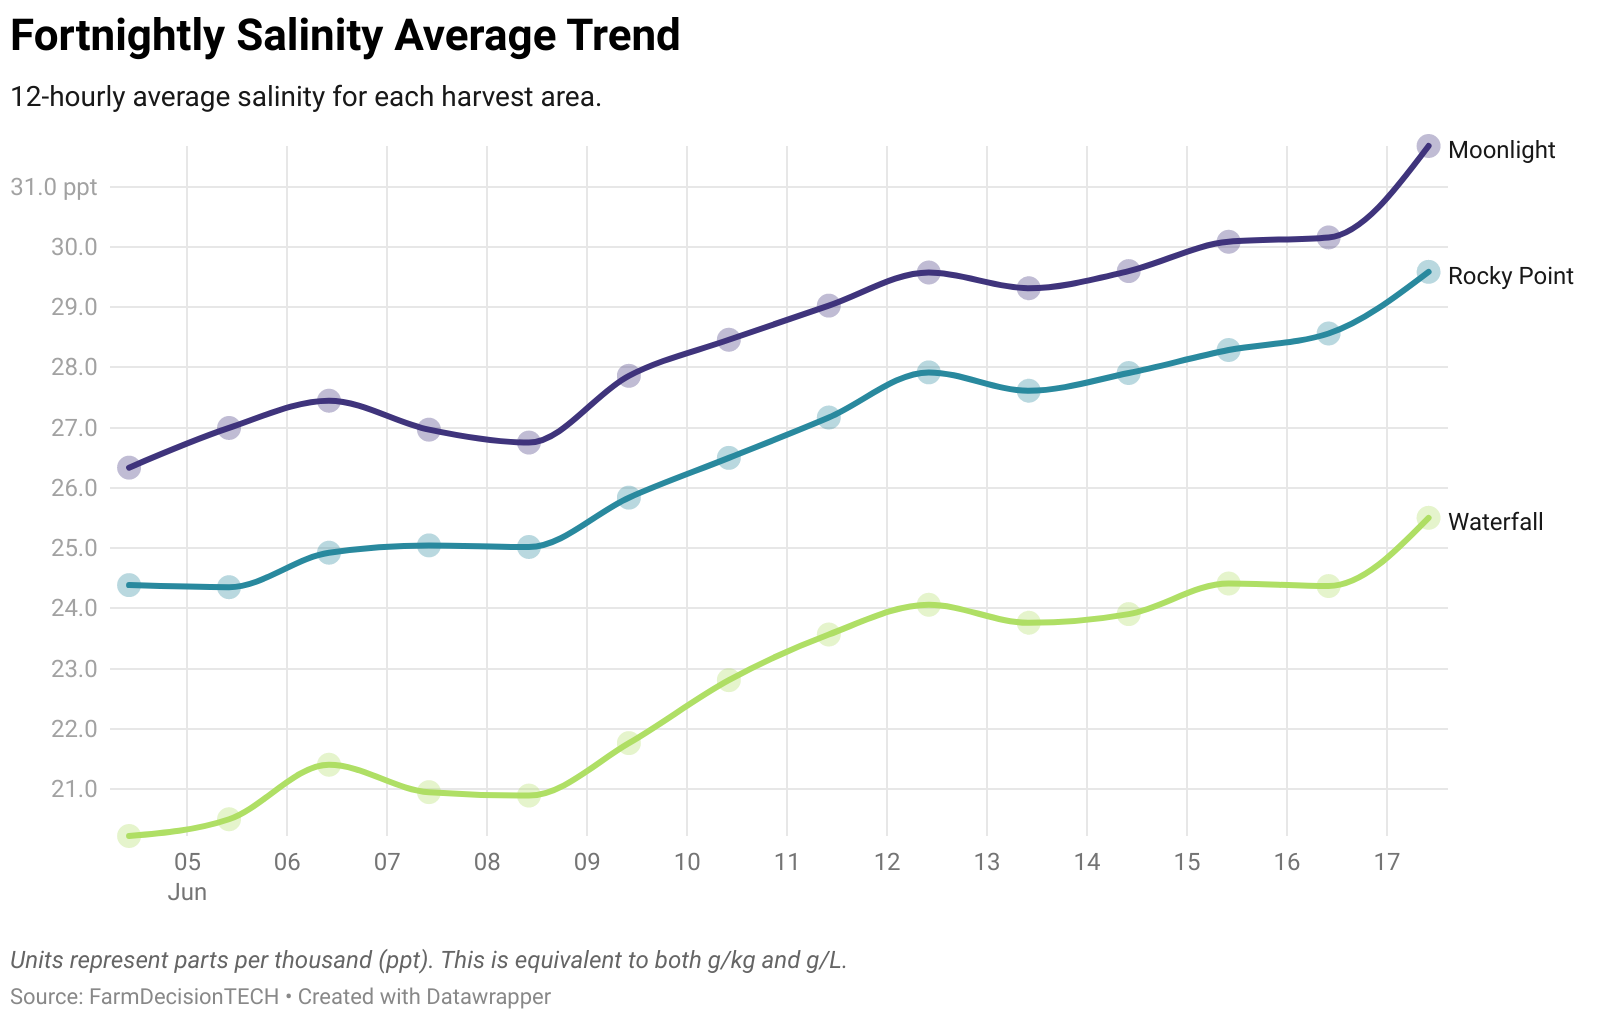 Fortnightly Salinity Average Trend
12-hourly average salinity for each harvest area.
Moonlight
31.0 ppt
30.0
Rocky Point
29.0
28.0
27.0
26.0
Waterfall
25.0
24.0
23.0
22.0
21.0
05 06 07 08 09 10 11 12 13 14 15 16 17
Jun
Units represent parts per thousand (ppt). This is equivalent to both g/kg and g/L.
Source: FarmDecisionTECH • Created with Datawrapper